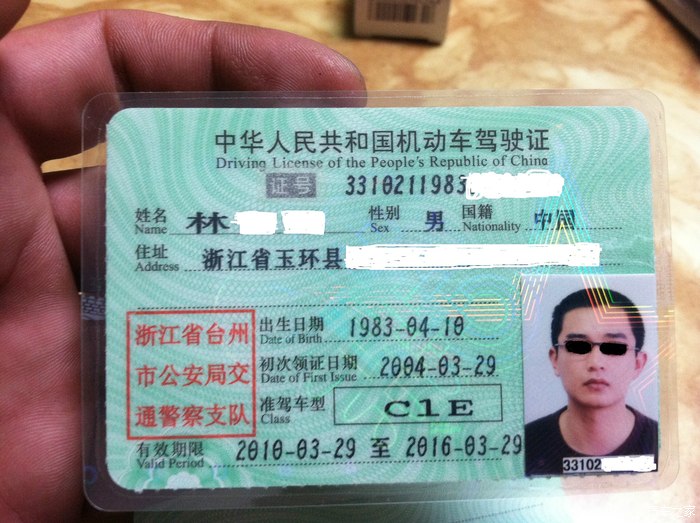 中华人民共和国机动车驾驶证
Driving License of the People's Republic of China
证号 3310211983
姓名 Name 林 性别 Sex 男 国籍 Nationality 中国
住址 Address 浙江省玉环县
浙江省台州
市公安局交
通警察支队
出生日期 Date of Birth 1983-04-10
初次领证日期 Date of First Issue 2004-03-29
准驾车型 Class C1E
有效期限 Valid Period 2010-03-29 至 2016-03-29
33102